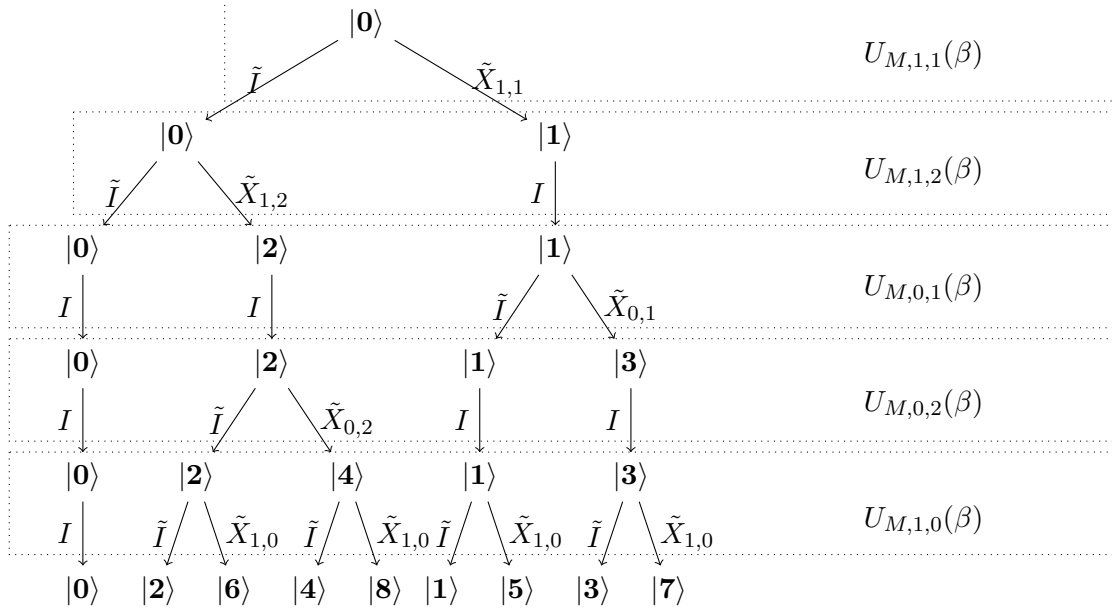 |0⟩
Ĩ X̃₁,₁ U_{M,1,1}(β)
|0⟩ |1⟩
Ĩ X̃₁,₂ I U_{M,1,2}(β)
|0⟩ |2⟩ |1⟩
I I Ĩ X̃₀,₁ U_{M,0,1}(β)
|0⟩ |2⟩ |1⟩ |3⟩
I Ĩ X̃₀,₂ I I U_{M,0,2}(β)
|0⟩ |2⟩ |4⟩ |1⟩ |3⟩
I Ĩ X̃₁,₀ Ĩ X̃₁,₀ Ĩ X̃₁,₀ Ĩ X̃₁,₀ U_{M,1,0}(β)
|0⟩ |2⟩ |6⟩ |4⟩ |8⟩ |1⟩ |5⟩ |3⟩ |7⟩